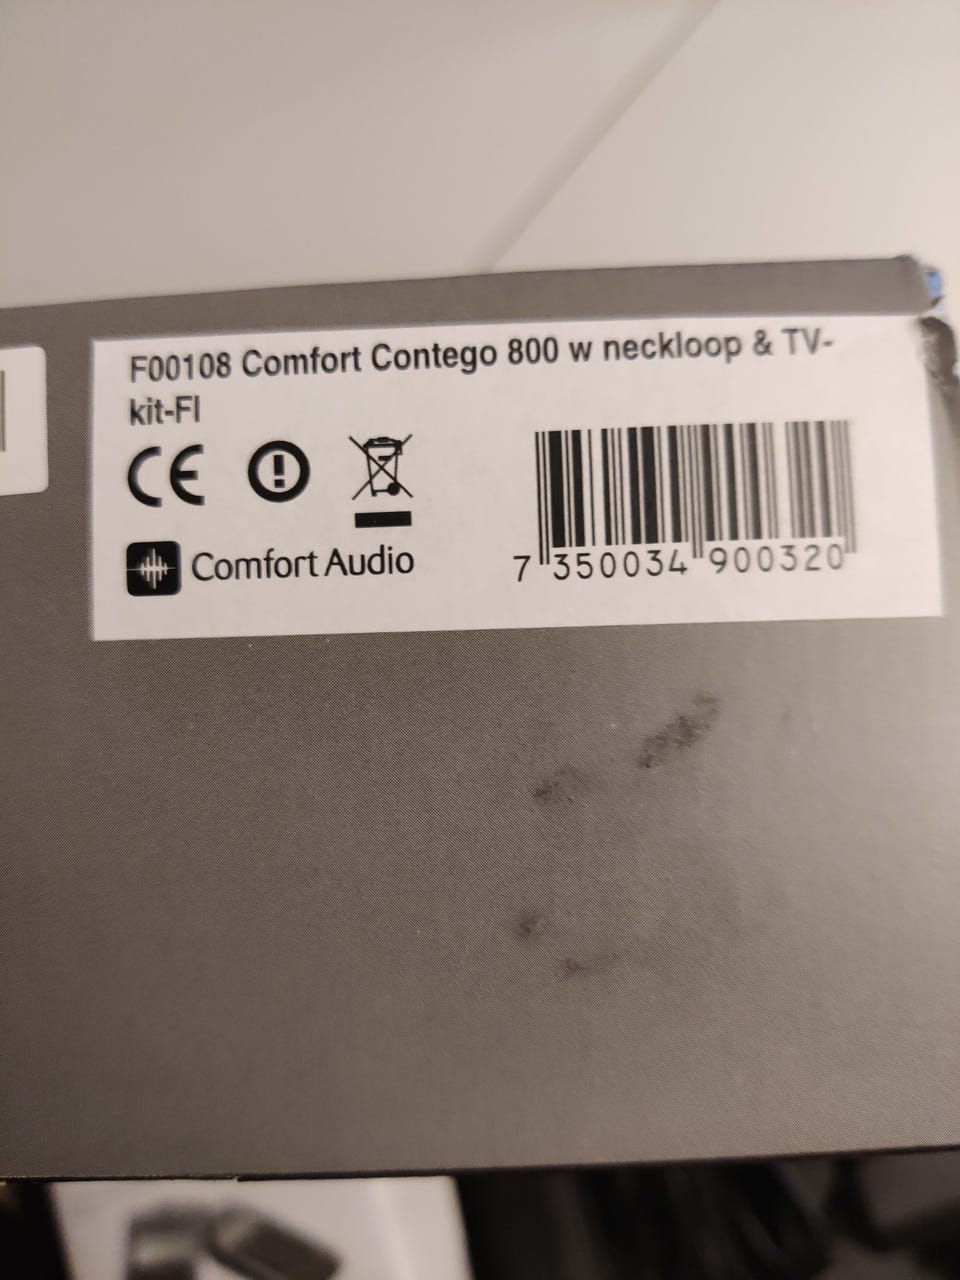 F00108 Comfort Contego 800 w neckloop & TV-
kit-FI
CE
Comfort Audio
7 350034 900320